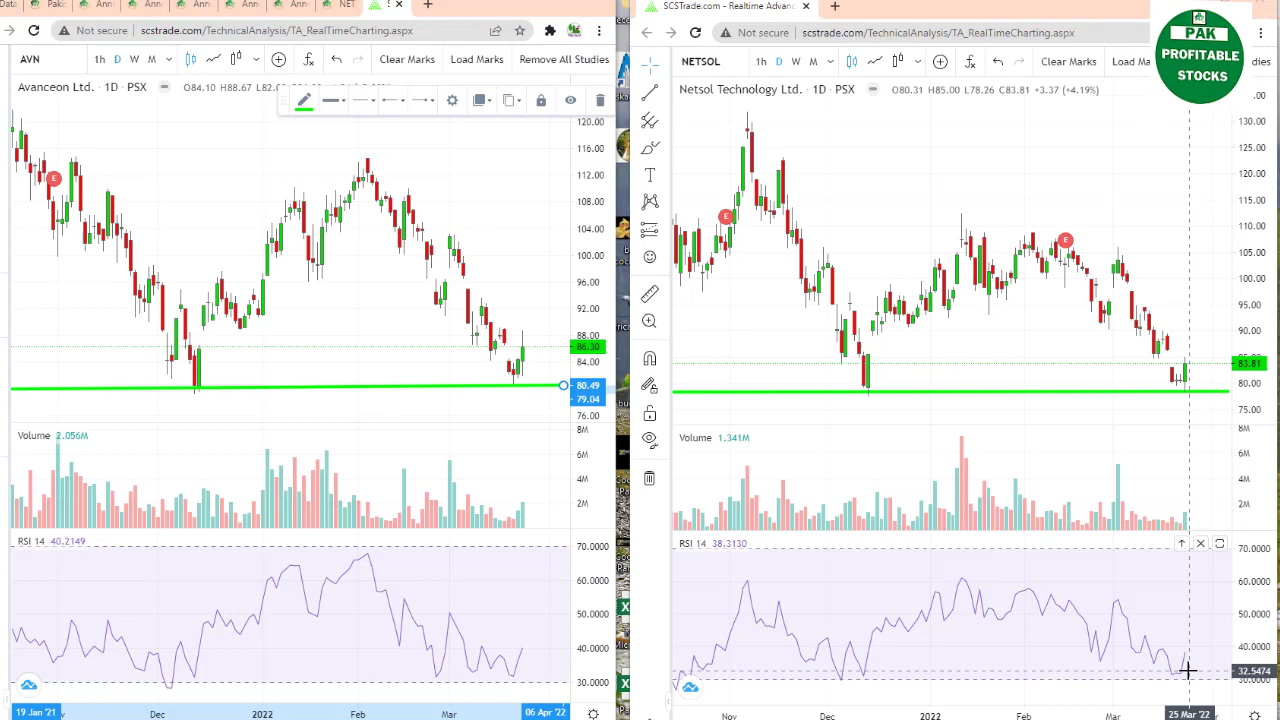 Ann
Pak
Ann
Ann
Pak
Pak
.NET
SCSTrade.com - Realtime Advanc
Not secure
scstrade.com/TechnicalAnalysis/TA_RealTimeCharting.aspx
Not secure
scstrade.com/TechnicalAnalysis/TA_RealTimeCharting.aspx
PAK
PROFITABLE
STOCKS
AVN
1h
D
W
M
Clear Marks
Remove All Studies
NETSOL
1h
D
W
M
Clear Marks
Load Ma
Avanceon Ltd. · 1D · PSX
O84.10 H88.67
Netsol Technology Ltd. · 1D · PSX
O80.31 H85.00 L78.26 C83.81 +3.37 (+4.19%)
120.00
116.00
112.00
108.00
104.00
100.00
96.00
92.00
88.00
86.30
84.00
80.49
79.04
76.00
E
130.00
125.00
120.00
115.00
110.00
105.00
100.00
95.00
90.00
83.81
80.00
75.00
E
E
T
Volume 2.056M
8M
6M
4M
2M
Volume 1.341M
8M
6M
4M
2M
RSI 14 40.2149
70.0000
60.0000
50.0000
40.0000
30.0000
RSI 14 38.3130
70.0000
60.0000
50.0000
40.0000
32.5474
30.0000
19 Jan '21
Dec
2022
Feb
Mar
06 Apr '22
Nov
Dec
2022
Feb
Mar
25 Mar '22